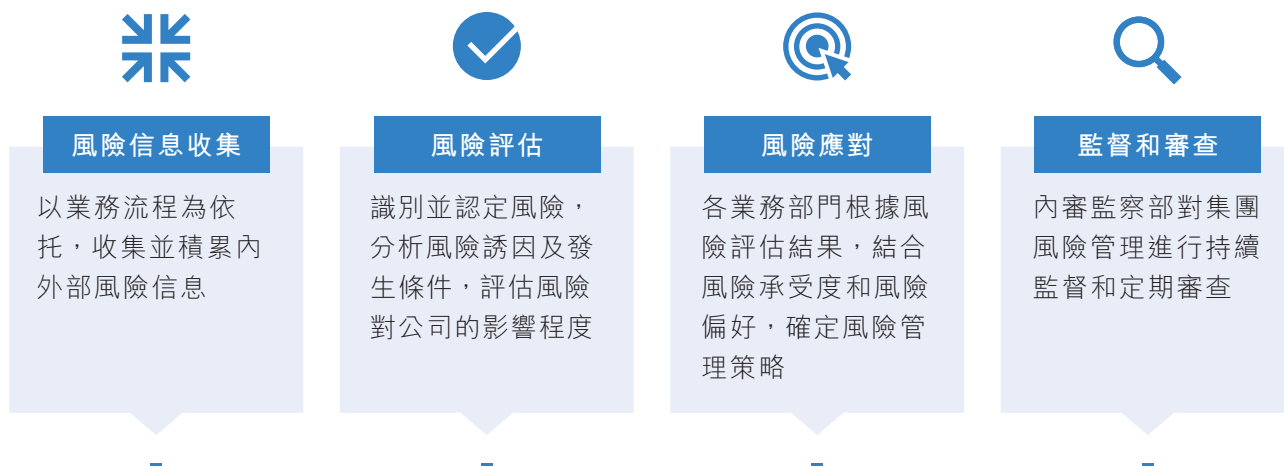 風險信息收集
以業務流程為依
托，收集並積累內
外部風險信息
風險評估
識別並認定風險，
分析風險誘因及發
生條件，評估風險
對公司的影響程度
風險應對
各業務部門根據風
險評估結果，結合
風險承受度和風險
偏好，確定風險管
理策略
監督和審查
內審監察部對集團
風險管理進行持續
監督和定期審查